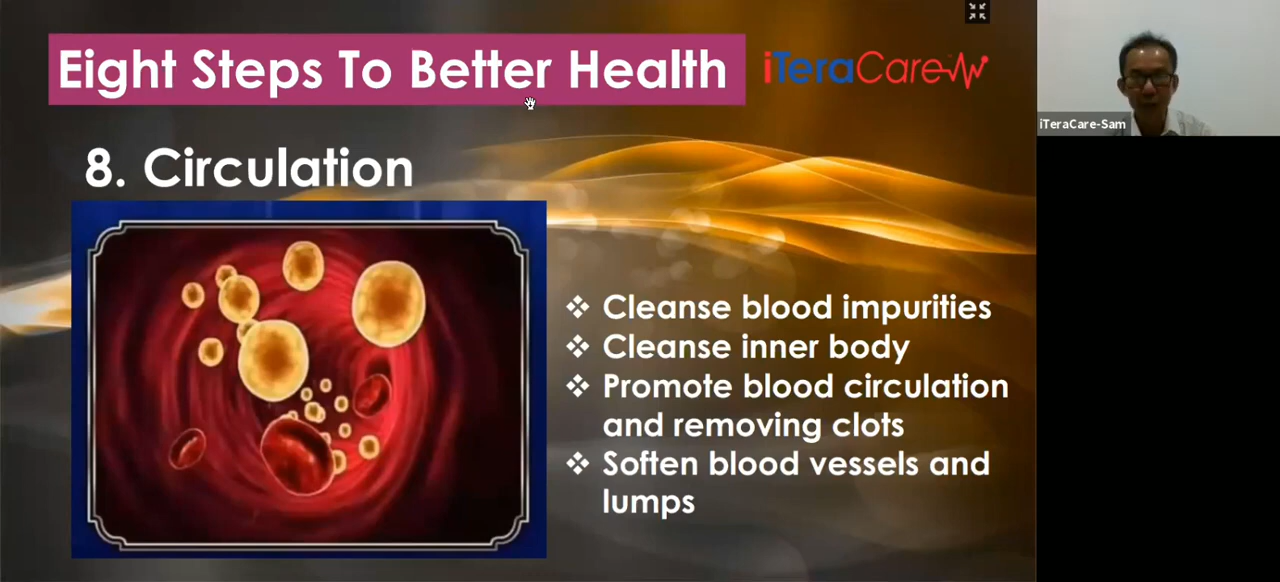 Eight Steps To Better Health
iTeraCare
iTeraCare-Sam
8. Circulation
Cleanse blood impurities
Cleanse inner body
Promote blood circulation
and removing clots
Soften blood vessels and
lumps